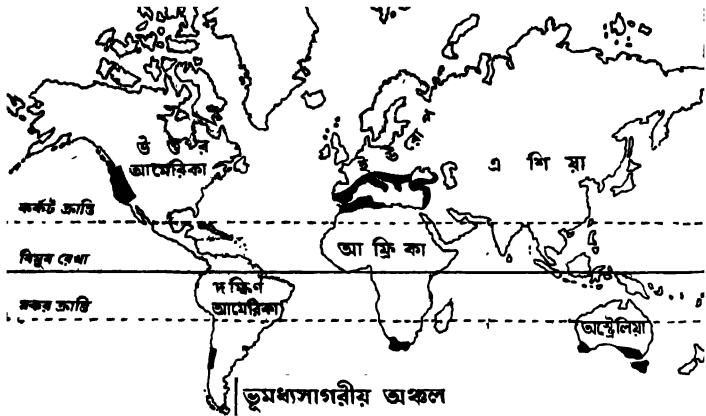 উত্তর
আমেরিকা
ইউরোপ
এশিয়া
কর্কট ক্রান্তি
আফ্রিকা
বিষুব রেখা
দক্ষিণ
আমেরিকা
মকর ক্রান্তি
অস্ট্রেলিয়া
ভূমধ্যসাগরীয় অঞ্চল